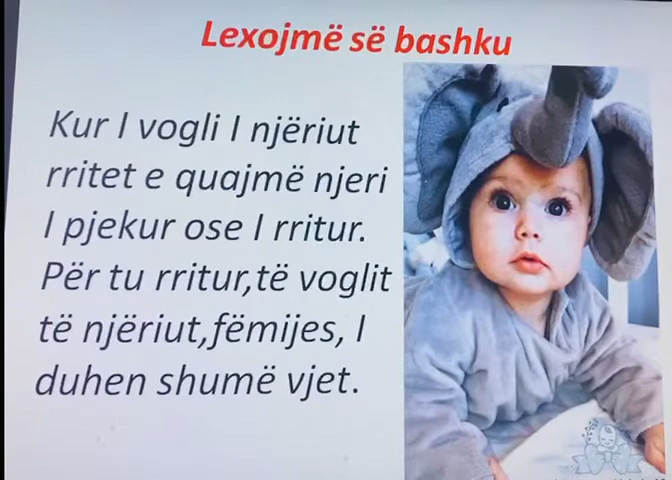 Lexojmë së bashku
Kur I vogli I njëriut
rritet e quajmë njeri
I pjekur ose I rritur.
Për tu rritur,të voglit
të njëriut,fëmijes, I
duhen shumë vjet.